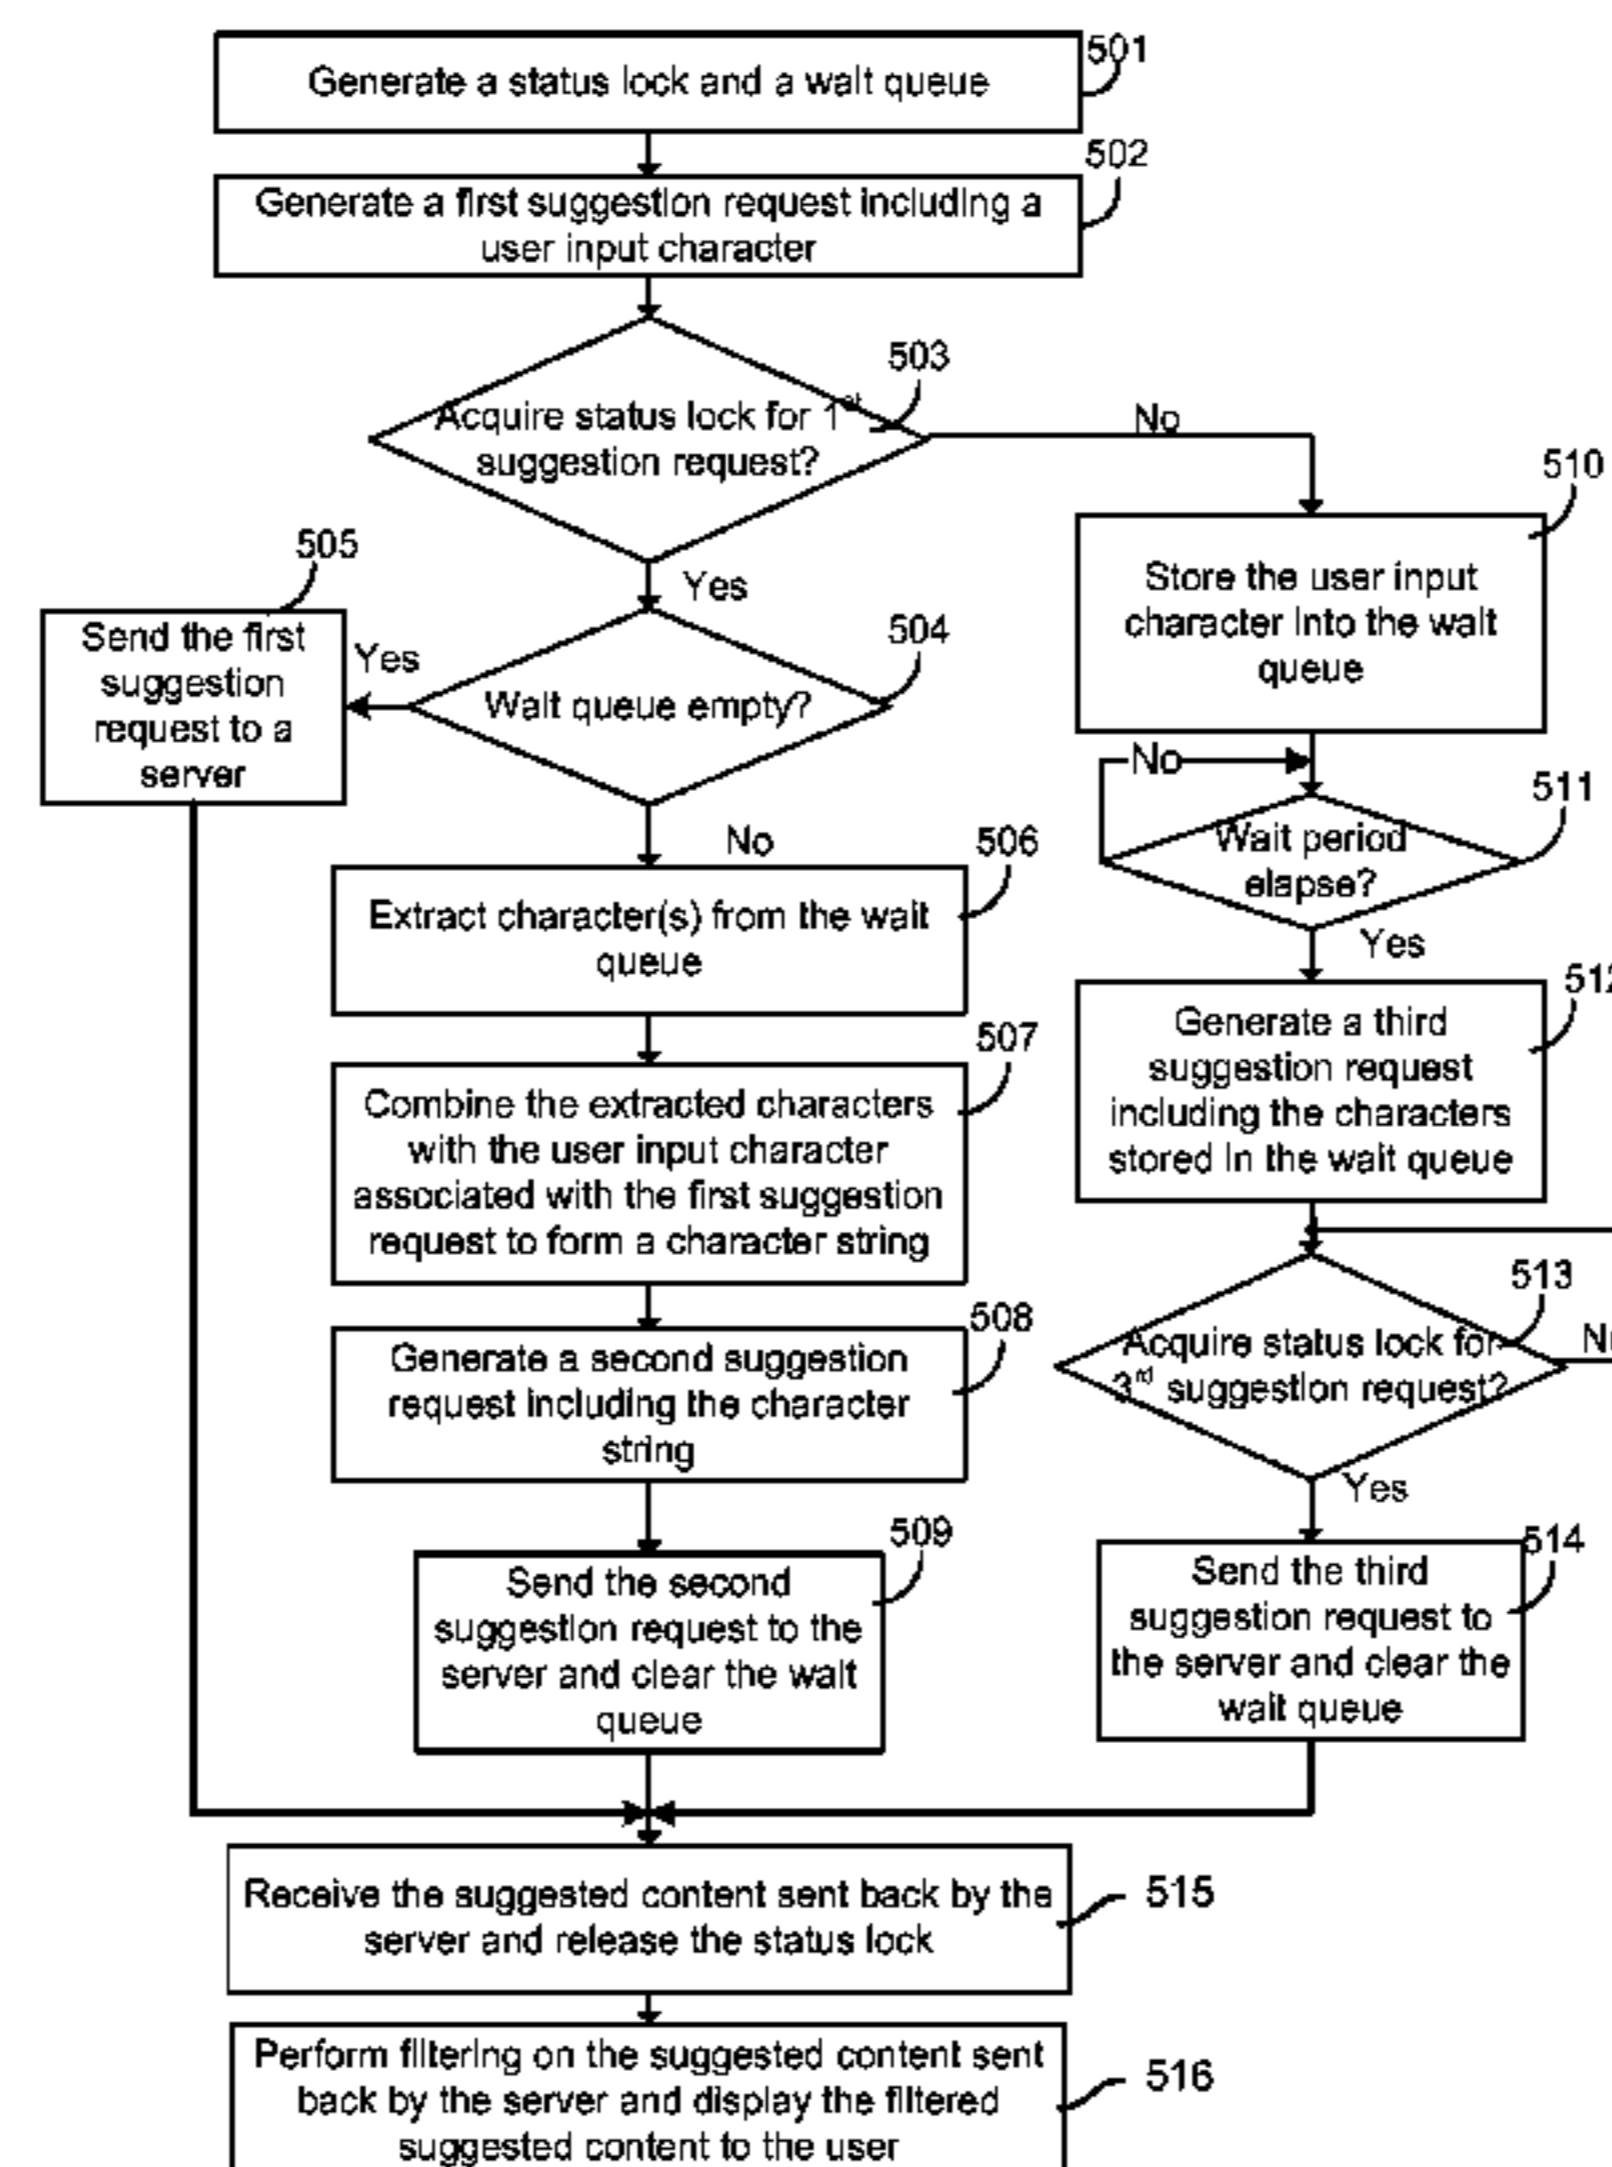 501
Generate a status lock and a wait queue
502
Generate a first suggestion request including a
user input character
503
Acquire status lock for 1st
suggestion request?
No
510
Store the user input
character into the wait
queue
505
Send the first
suggestion
request to a
server
Yes
Yes
504
Wait queue empty?
No
No
511
Wait period
elapse?
Yes
506
Extract character(s) from the wait
queue
512
Generate a third
suggestion request
including the characters
stored in the wait queue
507
Combine the extracted characters
with the user input character
associated with the first suggestion
request to form a character string
513
Acquire status lock for
3rd suggestion request?
Yes
508
Generate a second suggestion
request including the character
string
509
Send the second
suggestion request to the
server and clear the wait
queue
514
Send the third
suggestion request to
the server and clear the
wait queue
Receive the suggested content sent back by the
server and release the status lock
515
Perform filtering on the suggested content sent
back by the server and display the filtered
suggested content to the user
516